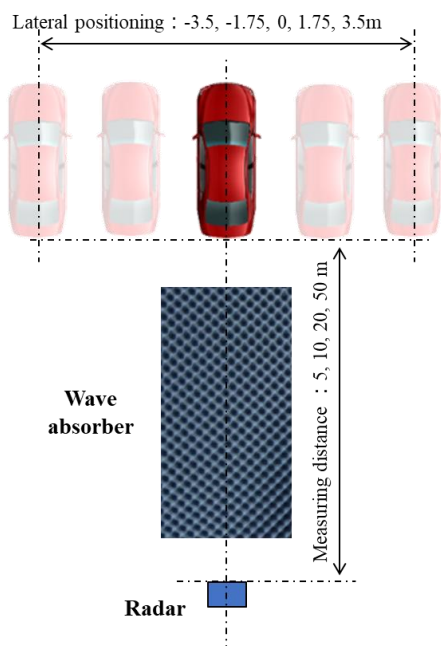 Lateral positioning：-3.5, -1.75, 0, 1.75, 3.5m
Measuring distance：5, 10, 20, 50 m
Wave
absorber
Radar